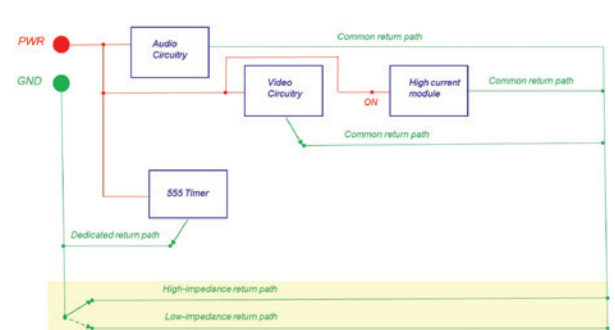 PWR
Audio
Circuitry
Common return path
GND
Video
Circuitry
High current
module
Common return path
ON
Common return path
555 Timer
Dedicated return path
High-impedance return path
Low-impedance return path